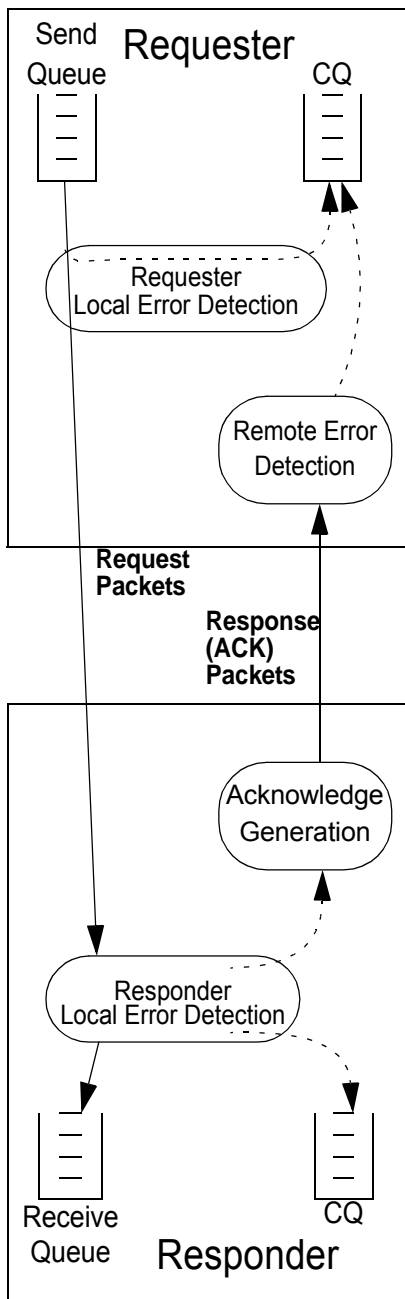 Send
Queue
Requester
CQ
Requester
Local Error Detection
Remote Error
Detection
Request
Packets
Response
(ACK)
Packets
Acknowledge
Generation
Responder
Local Error Detection
Receive
Queue
CQ
Responder